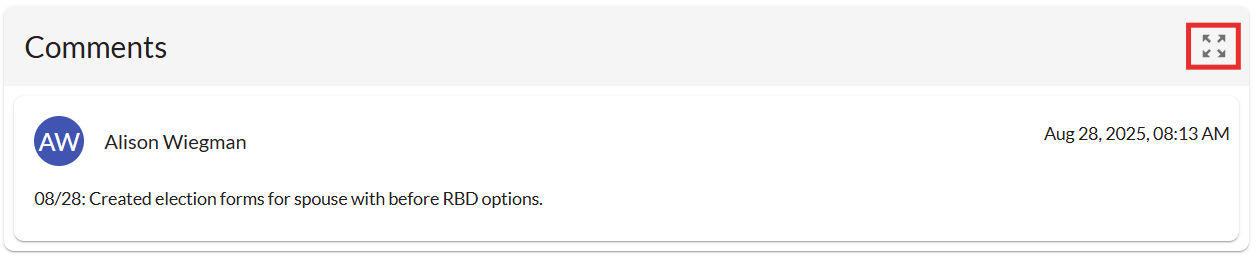 Comments
AW
Alison Wiegman
Aug 28, 2025, 08:13 AM
08/28: Created election forms for spouse with before RBD options.